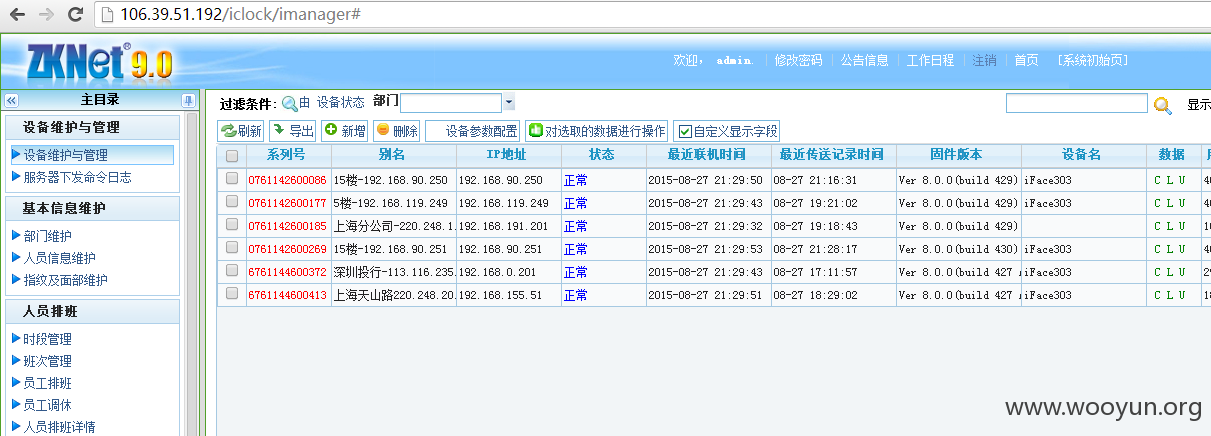 106.39.51.192/iclock/imanager#
ZKNet® 9.0
欢迎， admin. | 修改密码 | 公告信息 | 工作日程 | 注销 | 首页 [系统初始页]
主目录
设备维护与管理
设备维护与管理
服务器下发命令日志
基本信息维护
部门维护
人员信息维护
指纹及面部维护
人员排班
时段管理
班次管理
员工排班
员工调休
人员排班详情
过滤条件: 由 设备状态 部门 显示
刷新 导出 新增 删除 设备参数配置 对选取的数据进行操作 自定义显示字段
系列号 别名 IP地址 状态 最近联机时间 最近传送记录时间 固件版本 设备名 数据
0761142600086 15楼-192.168.90.250 192.168.90.250 正常 2015-08-27 21:29:50 08-27 21:16:31 Ver 8.0.0(build 429) iFace303 C L U
0761142600177 5楼-192.168.119.249 192.168.119.249 正常 2015-08-27 21:29:43 08-27 19:21:02 Ver 8.0.0(build 429) iFace303 C L U
0761142600185 上海分公司-220.248.1. 192.168.191.201 正常 2015-08-27 21:29:32 08-27 19:18:43 Ver 8.0.0(build 429) C L U
0761142600269 15楼-192.168.90.251 192.168.90.251 正常 2015-08-27 21:29:53 08-27 21:28:17 Ver 8.0.0(build 430) iFace303 C L U
6761144600372 深圳投行-113.116.235. 192.168.0.201 正常 2015-08-27 21:29:43 08-27 17:11:57 Ver 8.0.0(build 427 iFace303 C L U
6761144600413 上海天山路220.248.20. 192.168.155.51 正常 2015-08-27 21:29:51 08-27 18:29:02 Ver 8.0.0(build 427 iFace303 C L U
www.wooyun.org